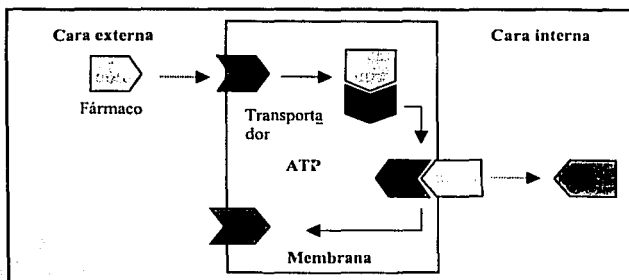 Cara externa
Cara interna
Fármaco
Transporta
dor
ATP
Membrana